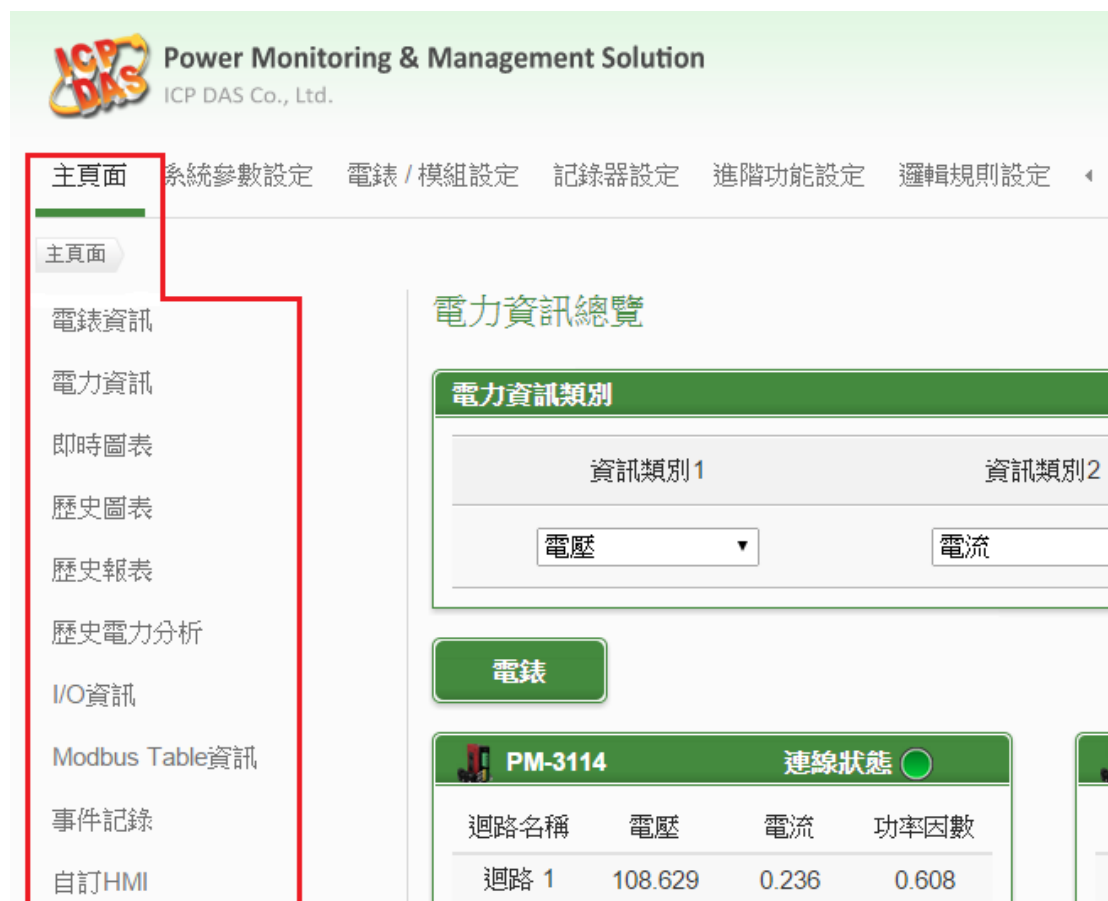 ICP DAS
Power Monitoring & Management Solution
ICP DAS Co., Ltd.
主頁面 系統參數設定 電錶 / 模組設定 記錄器設定 進階功能設定 邏輯規則設定
主頁面
電錶資訊
電力資訊
即時圖表
歷史圖表
歷史報表
歷史電力分析
I/O資訊
Modbus Table資訊
事件記錄
自訂HMI
電力資訊總覽
電力資訊類別
資訊類別1 資訊類別2
電壓 電流
電錶
PM-3114 連線狀態
迴路名稱 電壓 電流 功率因數
迴路 1 108.629 0.236 0.608